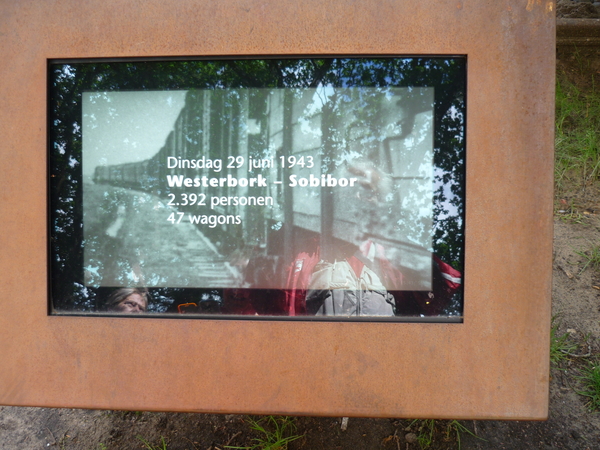 Dinsdag 29 juni 1943
Westerbork – Sobibor
2.392 personen
47 wagons